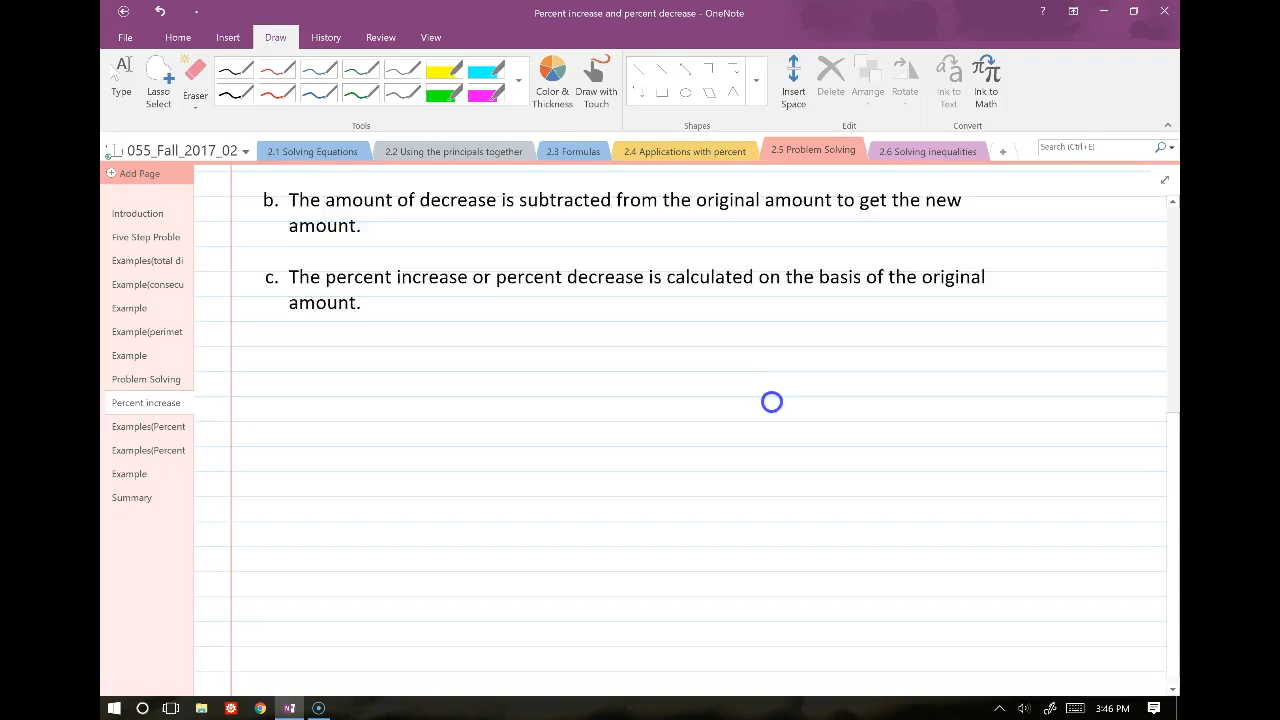 Percent increase and percent decrease - OneNote
?
File Home Insert Draw History Review View
Type
Lasso Select
Eraser
Color & Thickness
Draw with Touch
Insert Space
Delete
Arrange
Rotate
Ink to Text
Ink to Math
Tools Shapes Edit Convert
055_Fall_2017_02
2.1 Solving Equations
2.2 Using the principals together
2.3 Formulas
2.4 Applications with percent
2.5 Problem Solving
2.6 Solving inequalities
+
Search (Ctrl+E)
Add Page
Introduction
Five Step Proble
Examples(total di
Example(consecu
Example
Example(perimet
Example
Problem Solving
Percent increase
Examples(Percent
Examples(Percent
Example
Summary
b. The amount of decrease is subtracted from the original amount to get the new
amount.
c. The percent increase or percent decrease is calculated on the basis of the original
amount.
3:46 PM